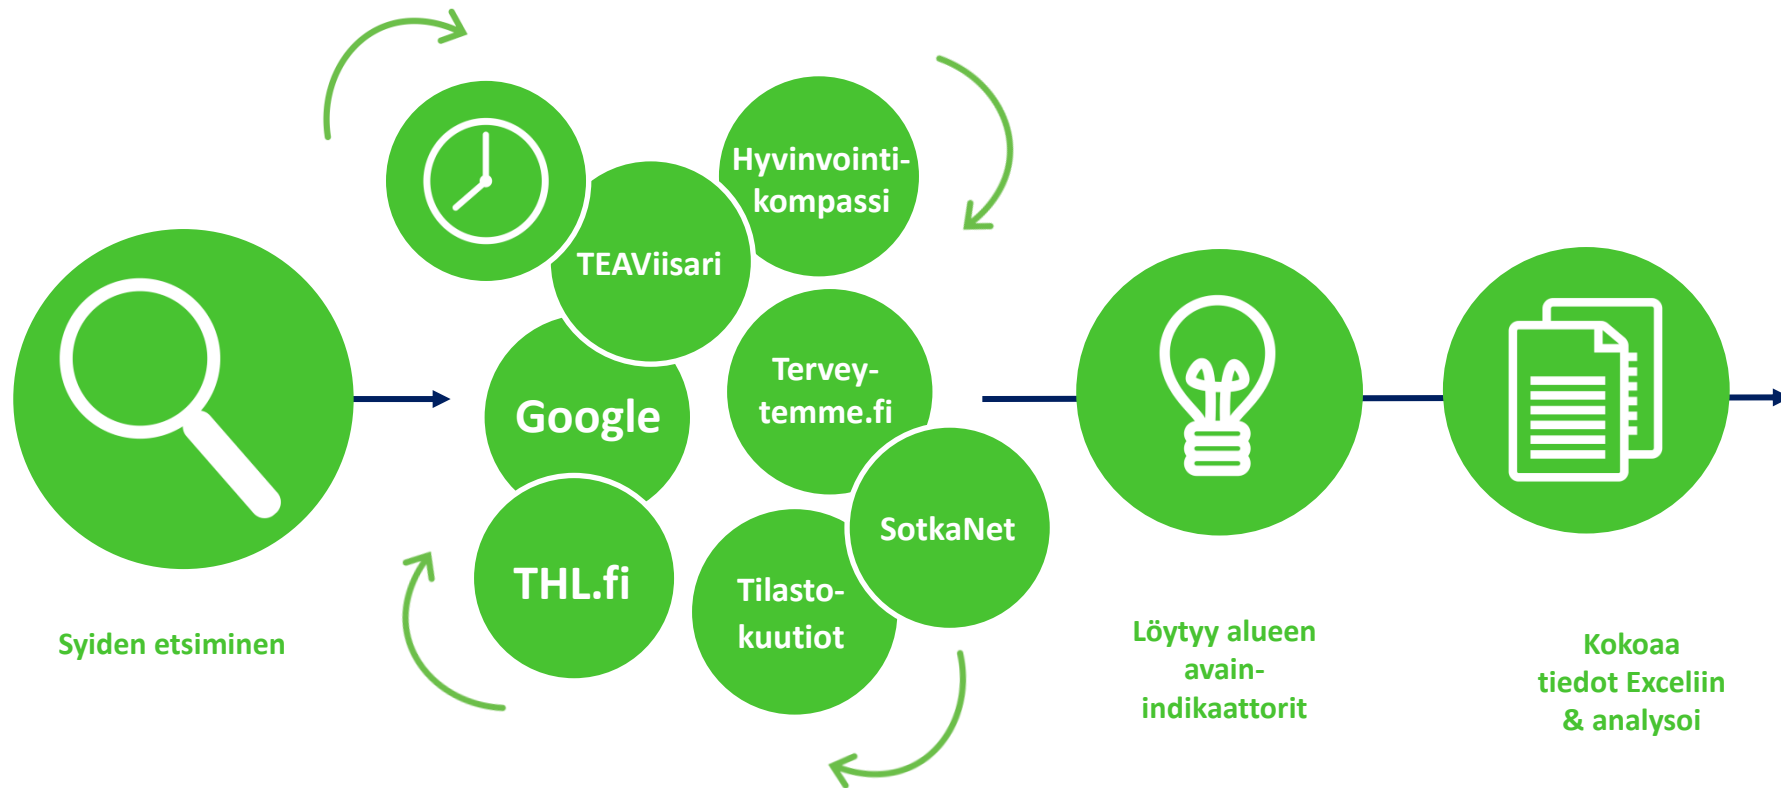 Hyvinvointi-
kompassi
TEAViisari
Tervey-
temme.fi
Google
SotkaNet
THL.fi
Tilasto-
kuutiot
Syiden etsiminen
Löytyy alueen
avain-
indikaattorit
Kokoaa
tiedot Exceliin
& analysoi